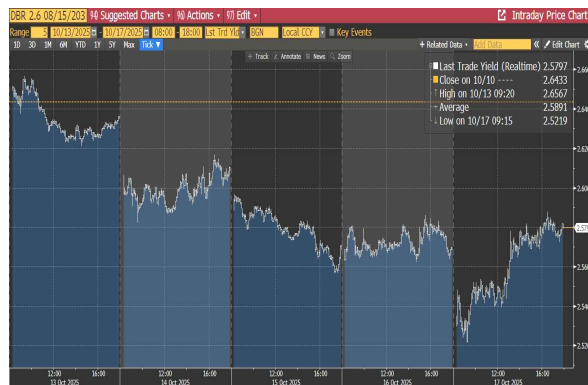 DBR 2.6 08/15/203 94) Suggested Charts 96) Actions 97) Edit Intraday Price Chart
Range 5 10/13/2025 - 10/17/2025 08:00 - 18:00 Lst Trd Yld BGN Local CCY Key Events
1D 3D 1M 6M YTD 1Y 5Y Max Tick + Related Data Add Data Edit Chart
+ Track Annotate News Zoom
Last Trade Yield (Realtime) 2.5797
Close on 10/10 ---- 2.6433
High on 10/13 09:20 2.6567
Average 2.5891
Low on 10/17 09:15 2.5219
2.66
2.62
2.60
2.57
2.56
2.54
2.52
12:00 16:00 12:00 16:00 12:00 16:00 12:00 16:00 12:00 16:00
13 Oct 2025 14 Oct 2025 15 Oct 2025 16 Oct 2025 17 Oct 2025